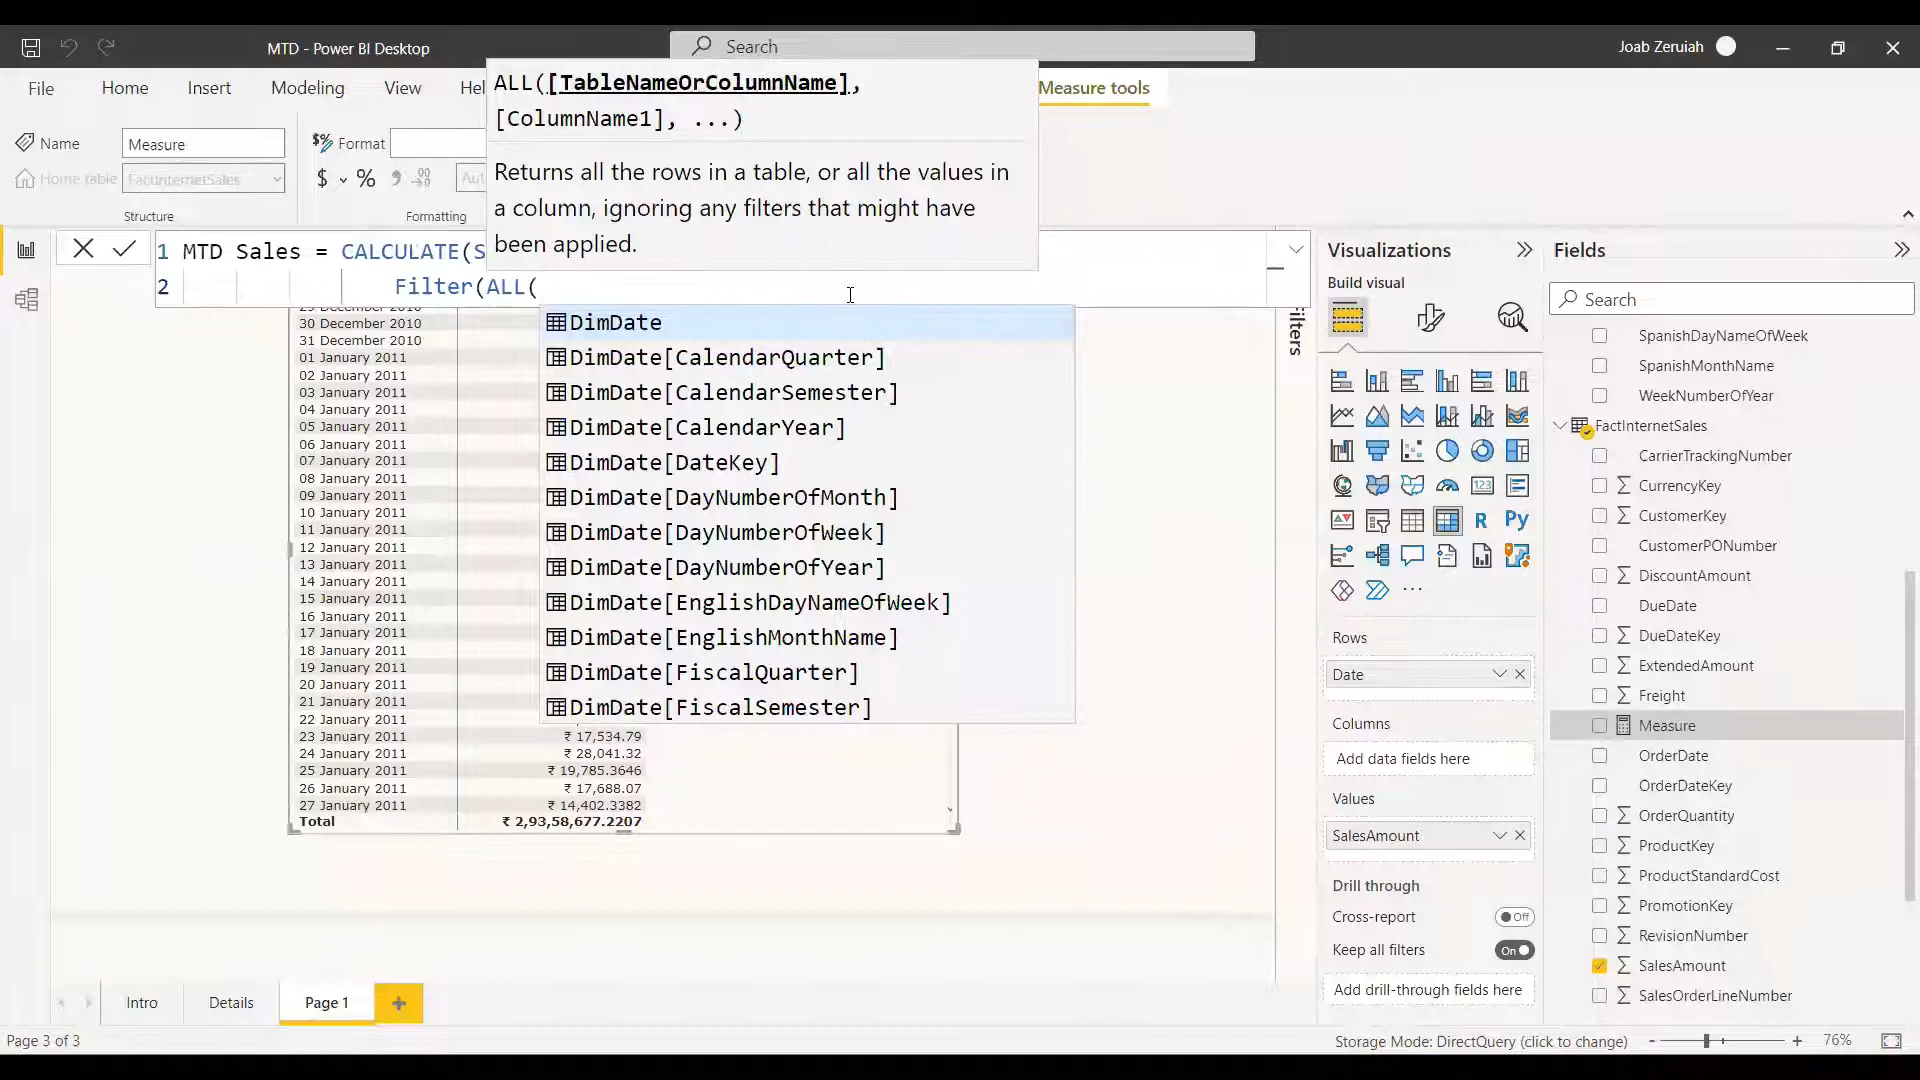 MTD - Power BI Desktop
Search
Joab Zeruiah
File
Home
Insert
Modeling
View
Hel
Measure tools
ALL([TableNameOrColumnName],
[ColumnName1], ...)
Returns all the rows in a table, or all the values in
a column, ignoring any filters that might have
been applied.
Name
Measure
Home table
FactInternetSales
Structure
Format
$
%
Aut
Formatting
1 MTD Sales = CALCULATE(S
2 Filter(ALL(
DimDate
DimDate[CalendarQuarter]
DimDate[CalendarSemester]
DimDate[CalendarYear]
DimDate[DateKey]
DimDate[DayNumberOfMonth]
DimDate[DayNumberOfWeek]
DimDate[DayNumberOfYear]
DimDate[EnglishDayNameOfWeek]
DimDate[EnglishMonthName]
DimDate[FiscalQuarter]
DimDate[FiscalSemester]
29 December 2010
30 December 2010
31 December 2010
01 January 2011
02 January 2011
03 January 2011
04 January 2011
05 January 2011
06 January 2011
07 January 2011
08 January 2011
09 January 2011
10 January 2011
11 January 2011
12 January 2011
13 January 2011
14 January 2011
15 January 2011
16 January 2011
17 January 2011
18 January 2011
19 January 2011
20 January 2011
21 January 2011
22 January 2011
23 January 2011 ₹ 17,534.79
24 January 2011 ₹ 28,041.32
25 January 2011 ₹ 19,785.3646
26 January 2011 ₹ 17,688.07
27 January 2011 ₹ 14,402.3382
Total ₹ 2,93,58,677.2207
Filters
Visualizations
Build visual
123
R
Py
Rows
Date
Columns
Add data fields here
Values
SalesAmount
Drill through
Cross-report
Off
Keep all filters
On
Add drill-through fields here
Fields
Search
SpanishDayNameOfWeek
SpanishMonthName
WeekNumberOfYear
FactInternetSales
CarrierTrackingNumber
CurrencyKey
CustomerKey
CustomerPONumber
DiscountAmount
DueDate
DueDateKey
ExtendedAmount
Freight
Measure
OrderDate
OrderDateKey
OrderQuantity
ProductKey
ProductStandardCost
PromotionKey
RevisionNumber
SalesAmount
SalesOrderLineNumber
Intro
Details
Page 1
Page 3 of 3
Storage Mode: DirectQuery (click to change)
76%